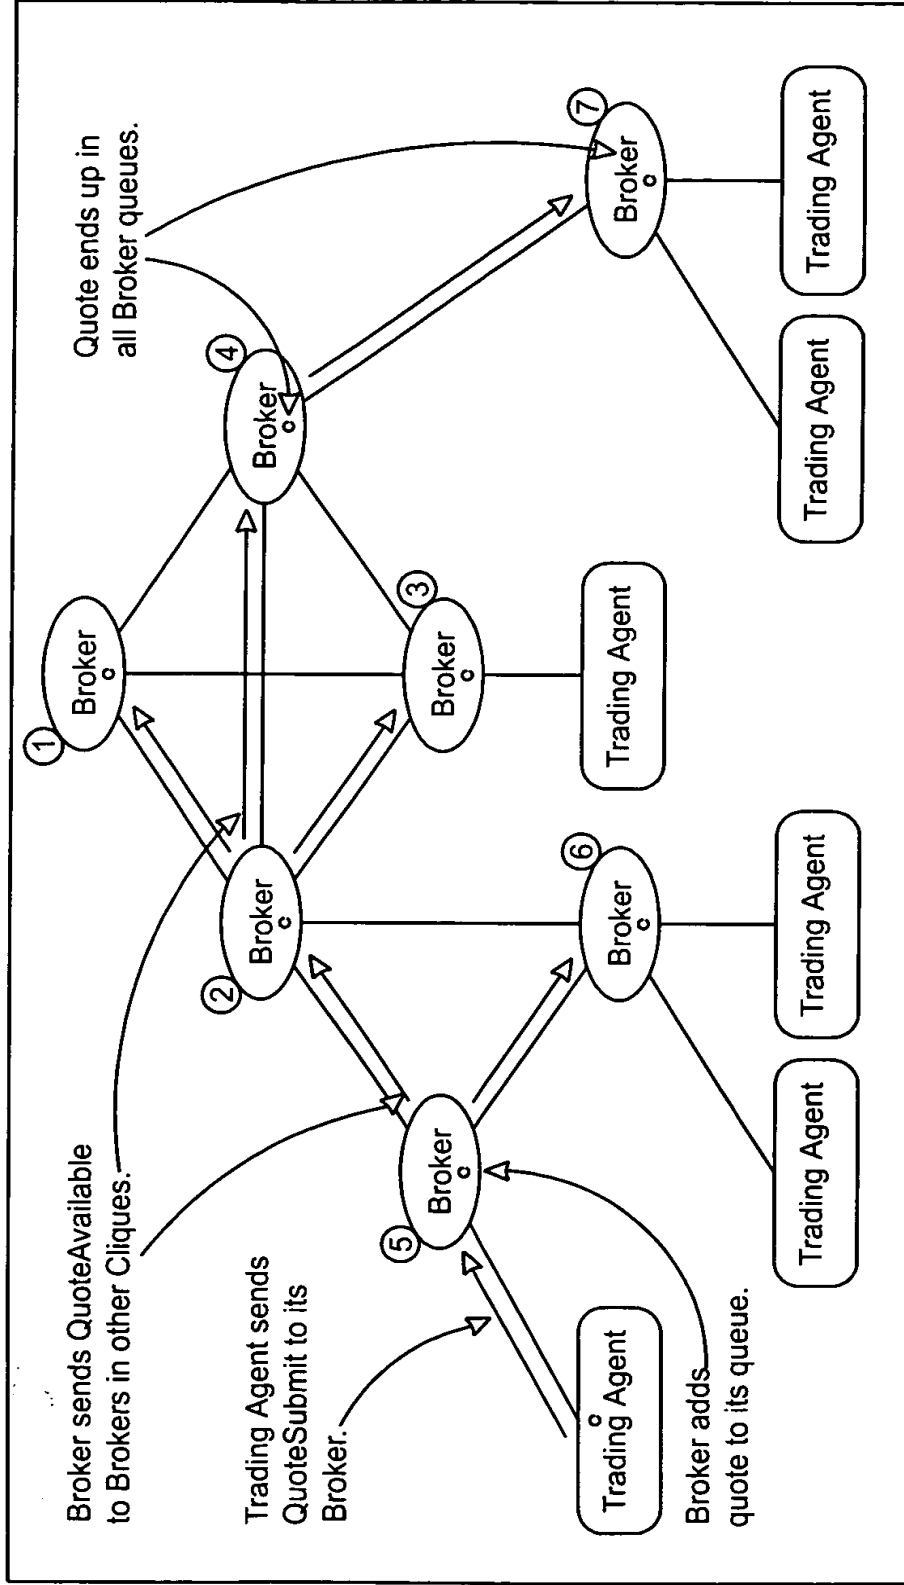 Broker sends QuoteAvailable
to Brokers in other Cliques.
Quote ends up in
all Broker queues.
1
Broker
2
Broker
4
Broker
Trading Agent sends
QuoteSubmit to its
Broker.
5
Broker
3
Broker
6
Broker
7
Broker
Trading Agent
Trading Agent
Trading Agent
Trading Agent
Trading Agent
Trading Agent
Broker adds
quote to its queue.